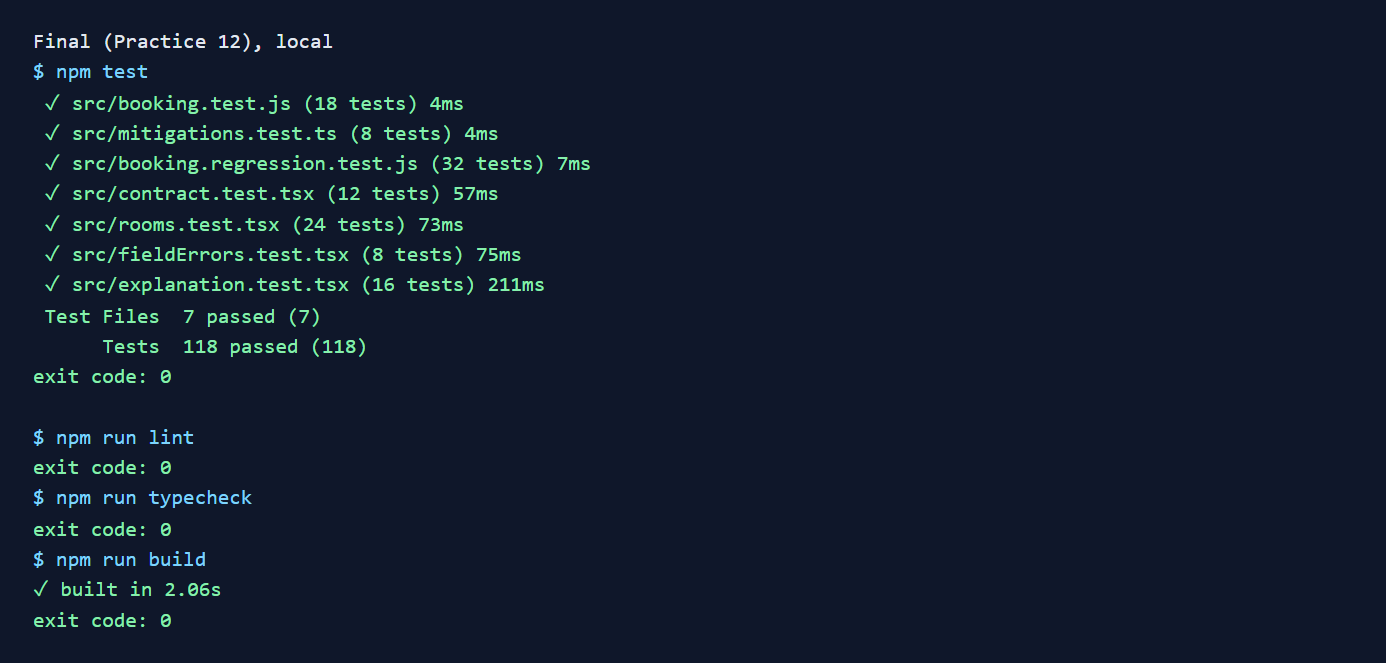 Final (Practice 12), local
$ npm test
✓ src/booking.test.js (18 tests) 4ms
✓ src/mitigations.test.ts (8 tests) 4ms
✓ src/booking.regression.test.js (32 tests) 7ms
✓ src/contract.test.tsx (12 tests) 57ms
✓ src/rooms.test.tsx (24 tests) 73ms
✓ src/fieldErrors.test.tsx (8 tests) 75ms
✓ src/explanation.test.tsx (16 tests) 211ms
Test Files  7 passed (7)
Tests  118 passed (118)
exit code: 0

$ npm run lint
exit code: 0
$ npm run typecheck
exit code: 0
$ npm run build
✓ built in 2.06s
exit code: 0